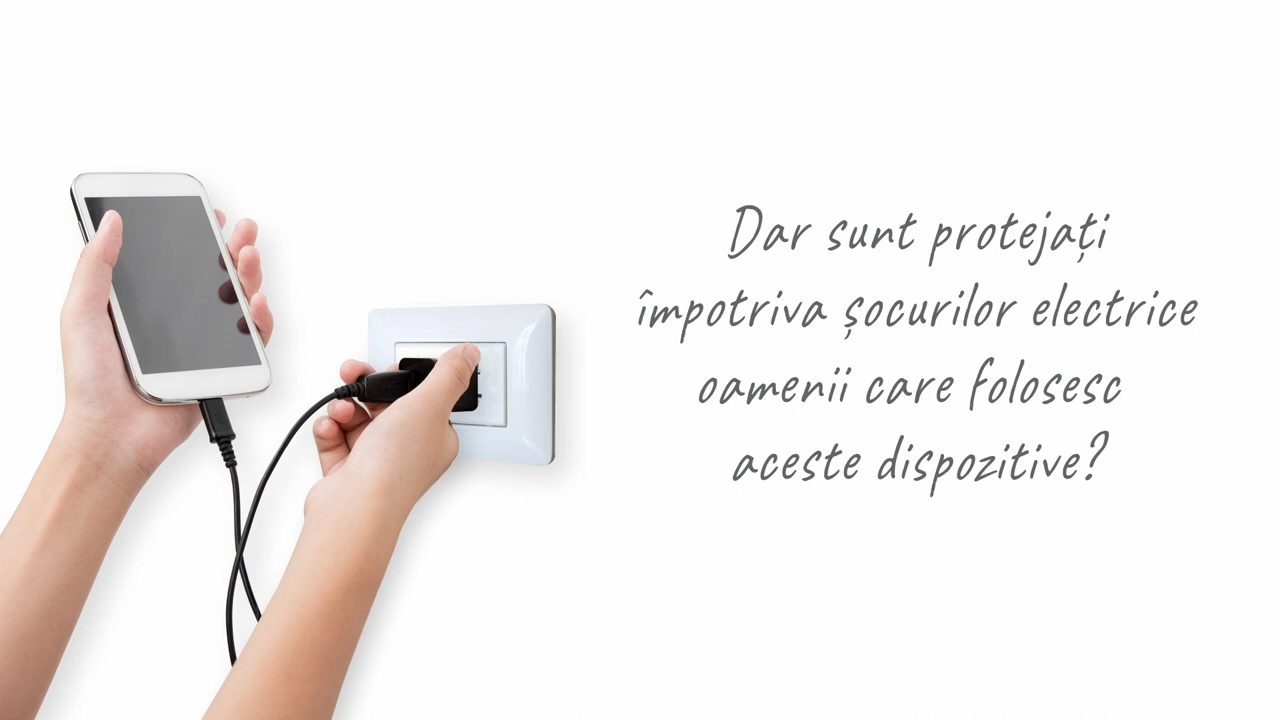 Dar sunt protejați
împotriva șocurilor electrice
oamenii care folosesc
aceste dispozitive?